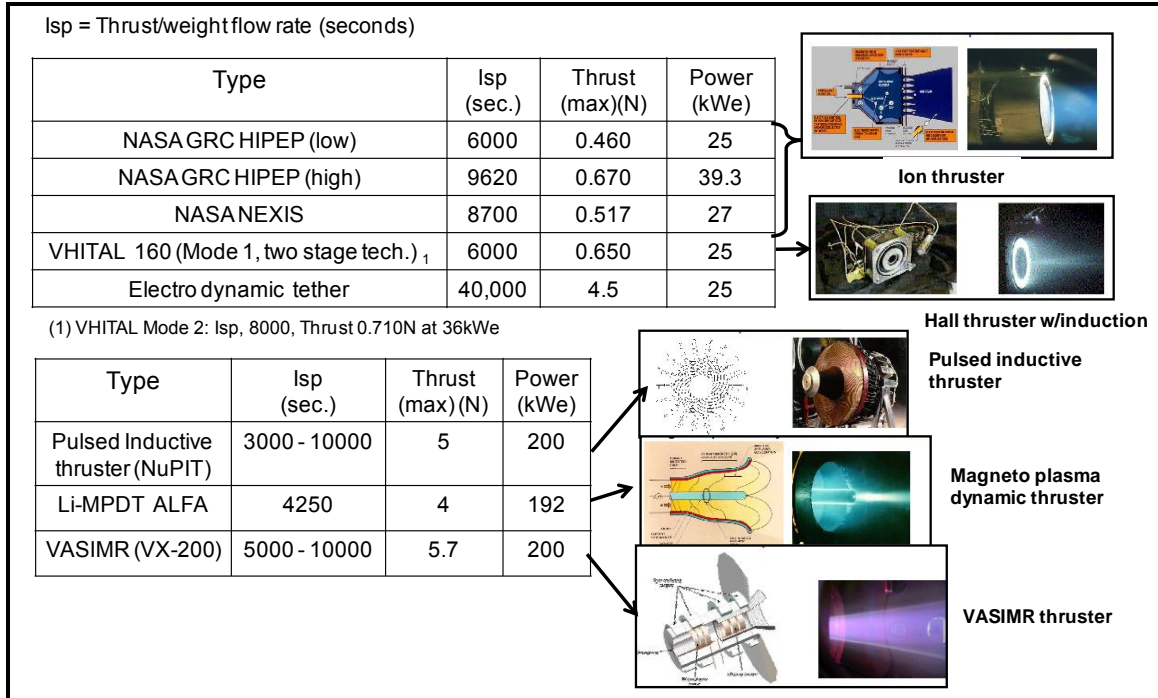 Isp = Thrust/weight flow rate (seconds)
Type Isp (sec.) Thrust (max)(N) Power (kWe)
NASA GRC HIPEP (low) 6000 0.460 25
NASA GRC HIPEP (high) 9620 0.670 39.3
NASA NEXIS 8700 0.517 27
VHITAL 160 (Mode 1, two stage tech.) 1 6000 0.650 25
Electro dynamic tether 40,000 4.5 25
(1) VHITAL Mode 2: Isp, 8000, Thrust 0.710N at 36kWe
Ion thruster
Hall thruster w/induction
Type Isp (sec.) Thrust (max)(N) Power (kWe)
Pulsed Inductive thruster (NuPIT) 3000 - 10000 5 200
Li-MPDT ALFA 4250 4 192
VASIMR (VX-200) 5000 - 10000 5.7 200
Pulsed inductive
thruster
Magneto plasma
dynamic thruster
VASIMR thruster